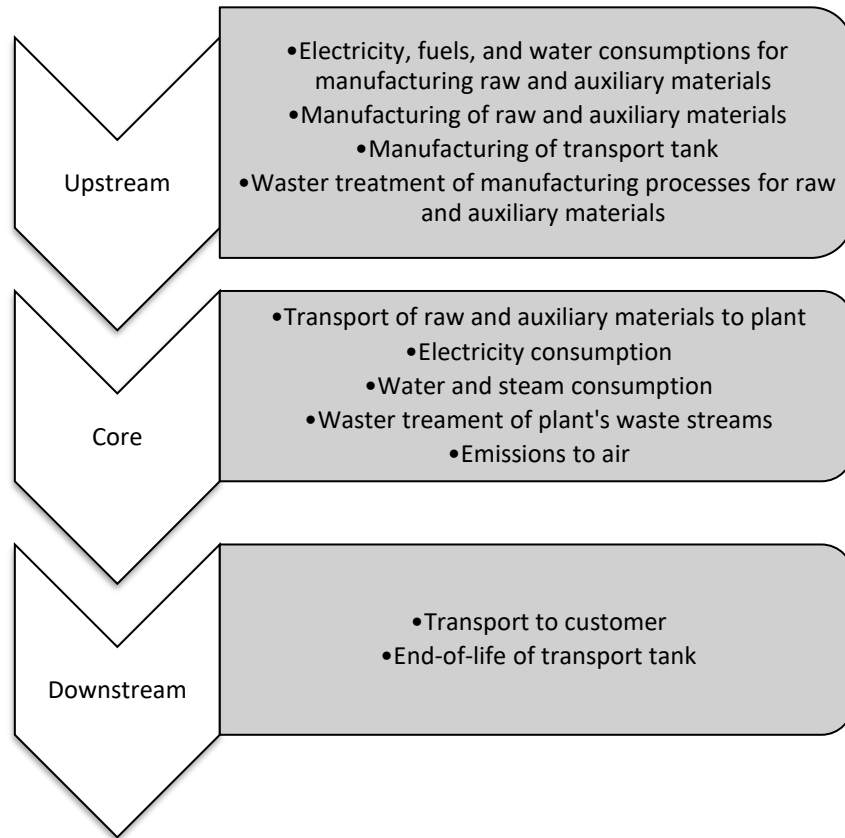 Upstream
•Electricity, fuels, and water consumptions for
manufacturing raw and auxiliary materials
•Manufacturing of raw and auxiliary materials
•Manufacturing of transport tank
•Waster treatment of manufacturing processes for raw
and auxiliary materials
Core
•Transport of raw and auxiliary materials to plant
•Electricity consumption
•Water and steam consumption
•Waster treament of plant's waste streams
•Emissions to air
Downstream
•Transport to customer
•End-of-life of transport tank